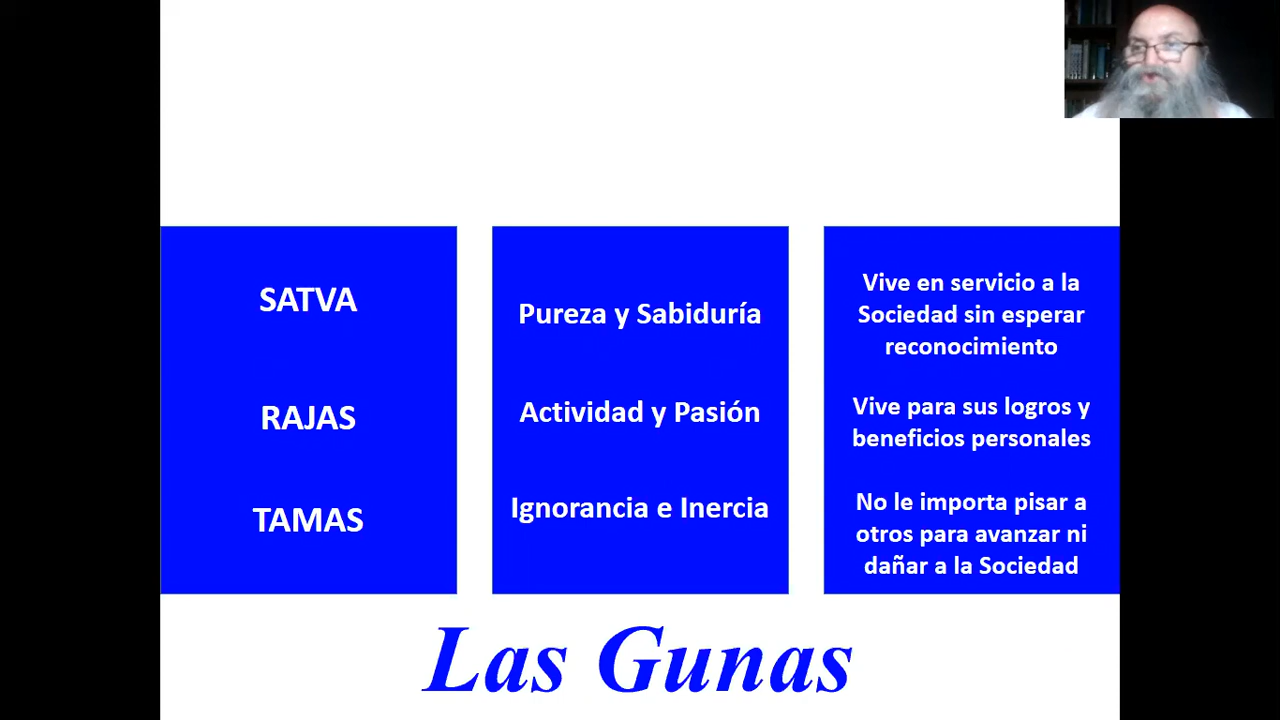 SATVA
Pureza y Sabiduría
Vive en servicio a la
Sociedad sin esperar
reconocimiento
RAJAS
Actividad y Pasión
Vive para sus logros y
beneficios personales
TAMAS
Ignorancia e Inercia
No le importa pisar a
otros para avanzar ni
dañar a la Sociedad
Las Gunas